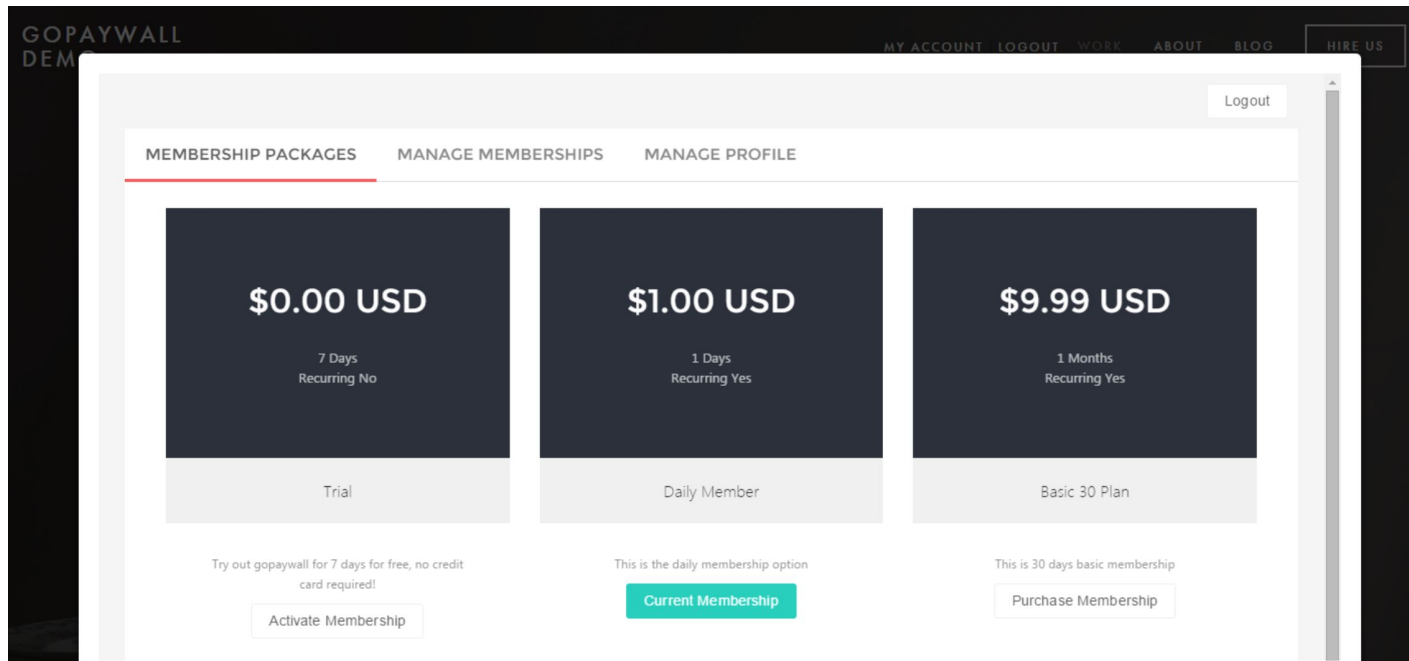 GOPAYWALL
DEMO
MY ACCOUNT LOGOUT WORK ABOUT BLOG HIRE US
Logout
MEMBERSHIP PACKAGES MANAGE MEMBERSHIPS MANAGE PROFILE
$0.00 USD
7 Days
Recurring No
Trial
Try out gopaywall for 7 days for free, no credit
card required!
Activate Membership
$1.00 USD
1 Days
Recurring Yes
Daily Member
This is the daily membership option
Current Membership
$9.99 USD
1 Months
Recurring Yes
Basic 30 Plan
This is 30 days basic membership
Purchase Membership